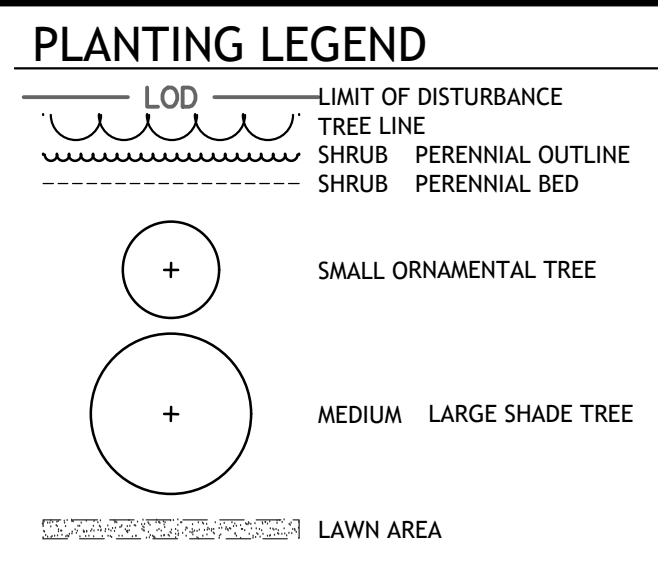 PLANTING LEGEND
LOD LIMIT OF DISTURBANCE
TREE LINE
SHRUB PERENNIAL OUTLINE
SHRUB PERENNIAL BED
SMALL ORNAMENTAL TREE
MEDIUM LARGE SHADE TREE
LAWN AREA